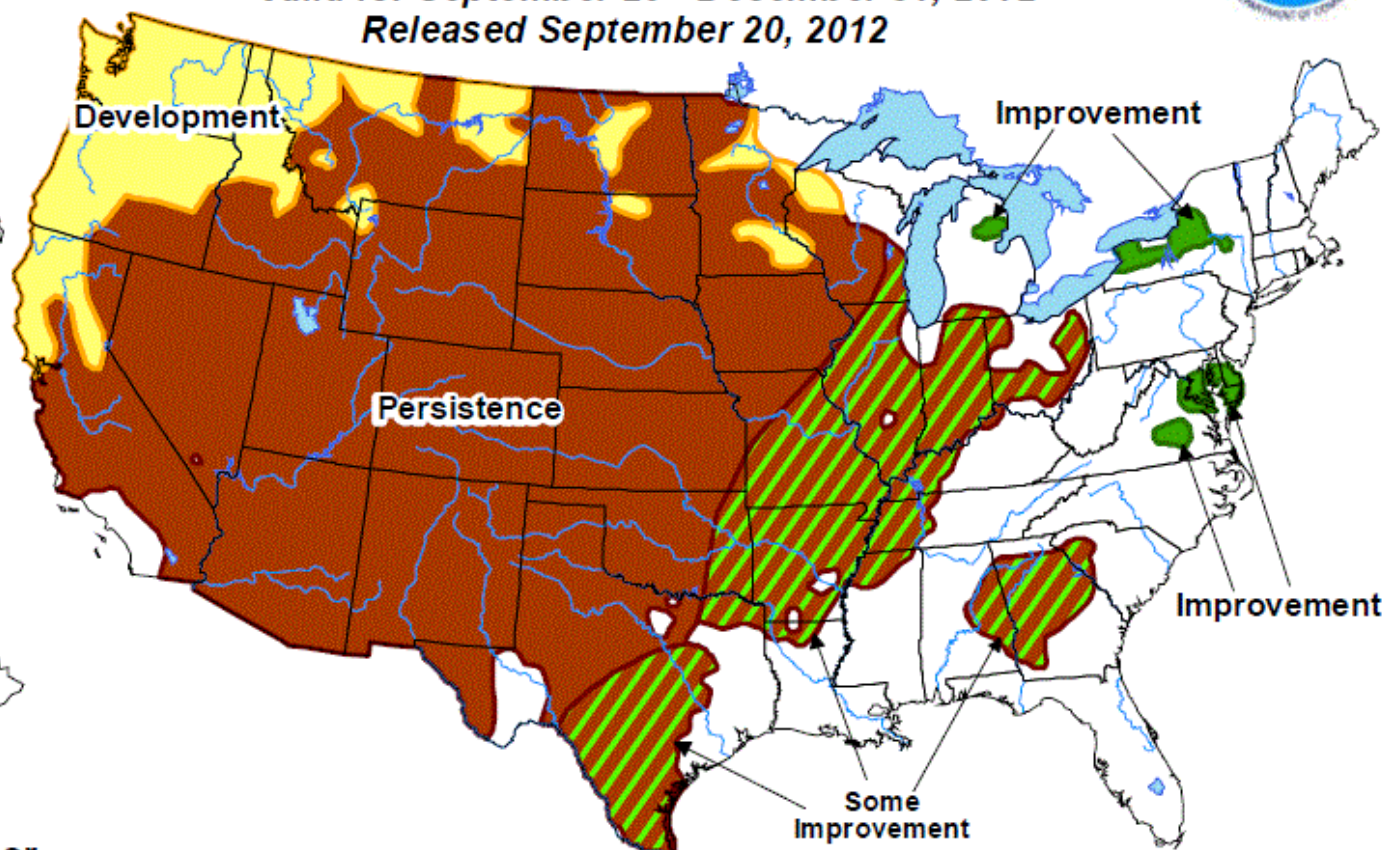 Released September 20, 2012
Development
Improvement
Persistence
Improvement
Some
Improvement